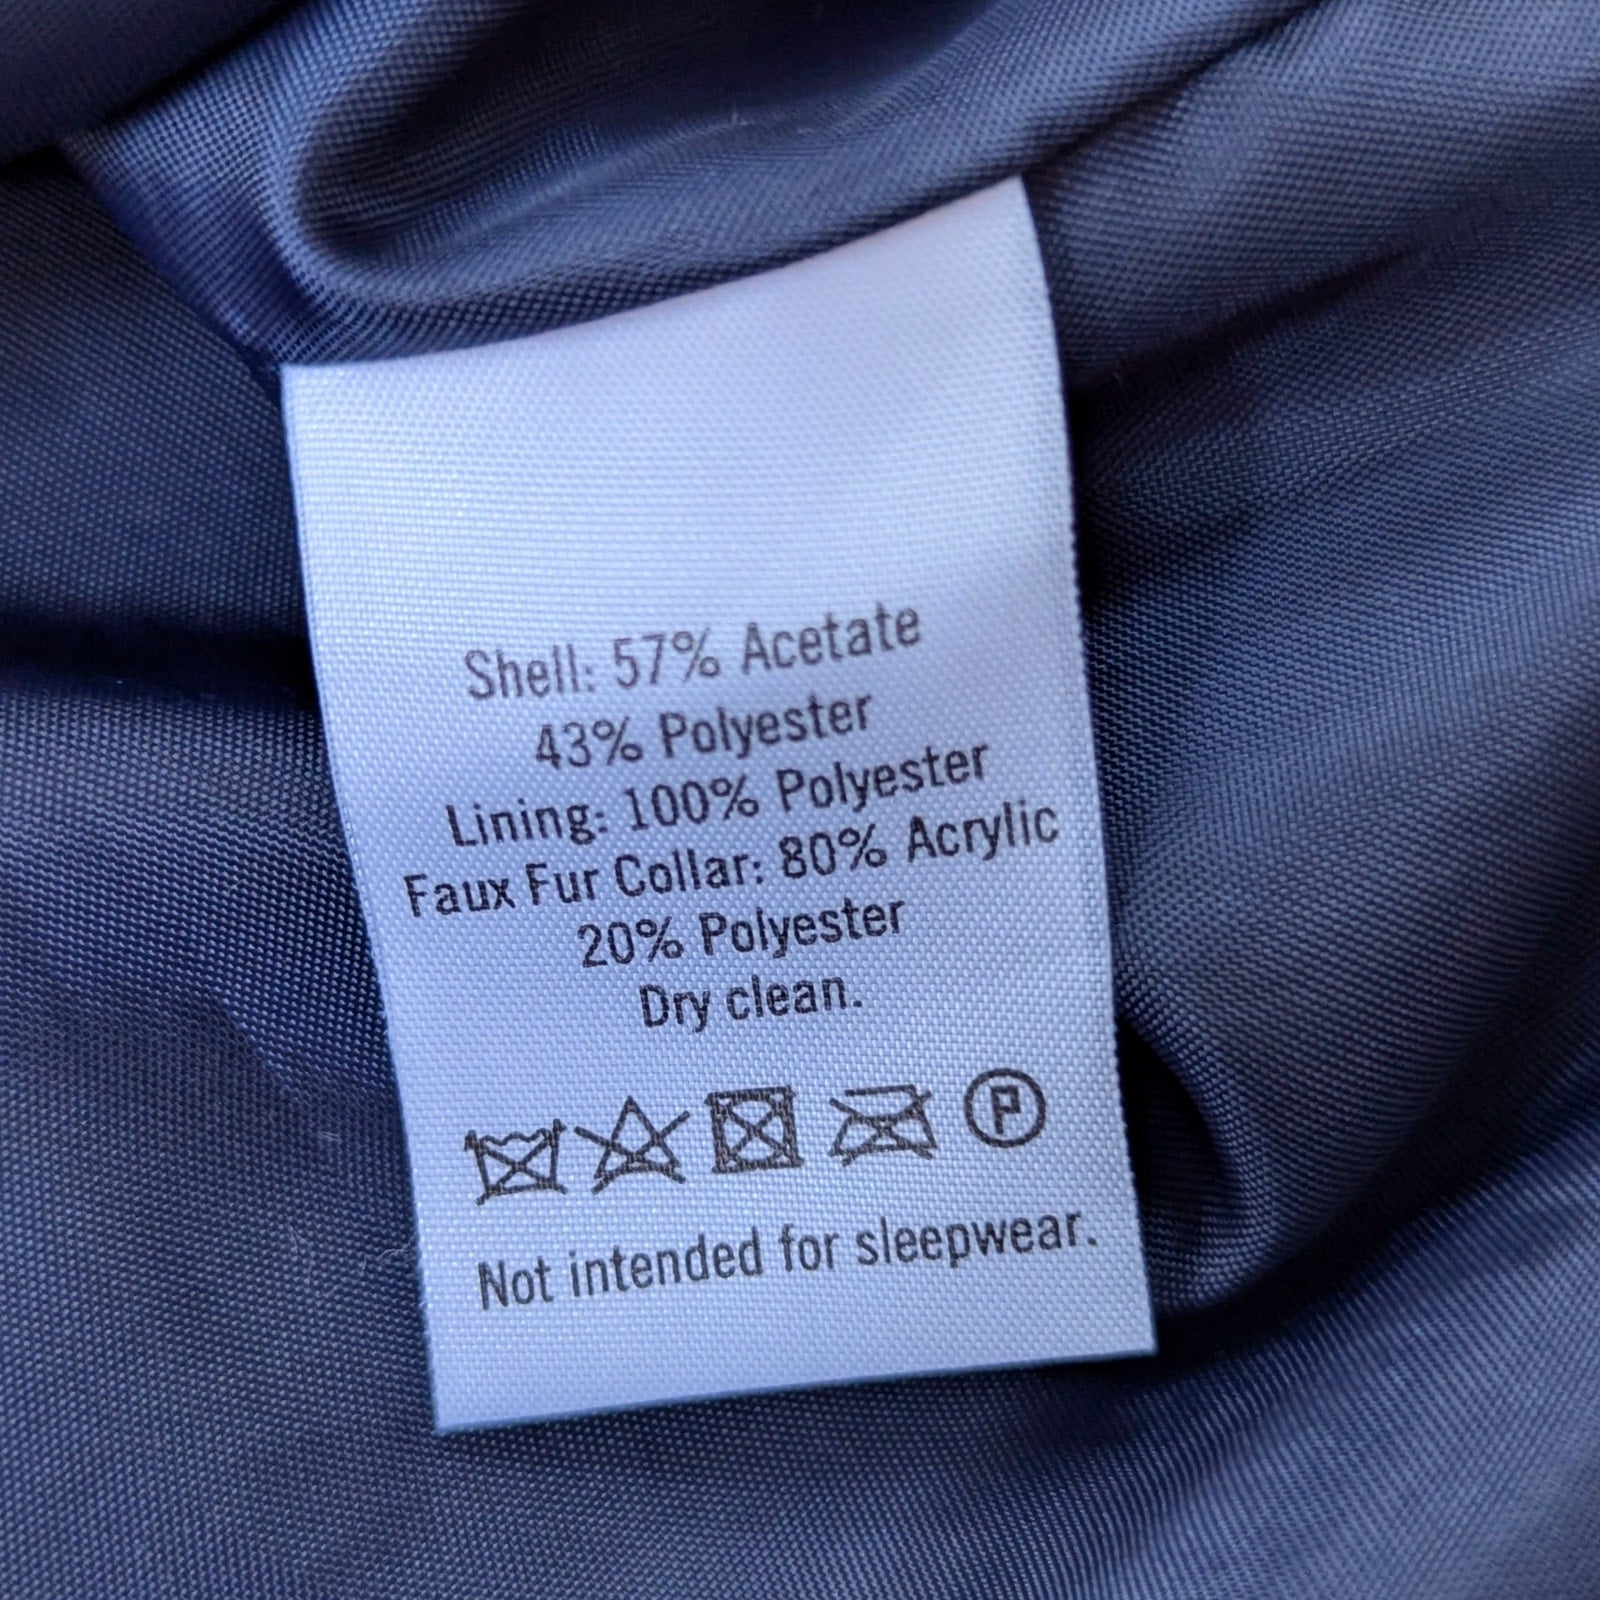 Shell: 57% Acetate
43% Polyester
Lining: 100% Polyester
Faux Fur Collar: 80% Acrylic
20% Polyester
Dry clean.
P
Not intended for sleepwear.